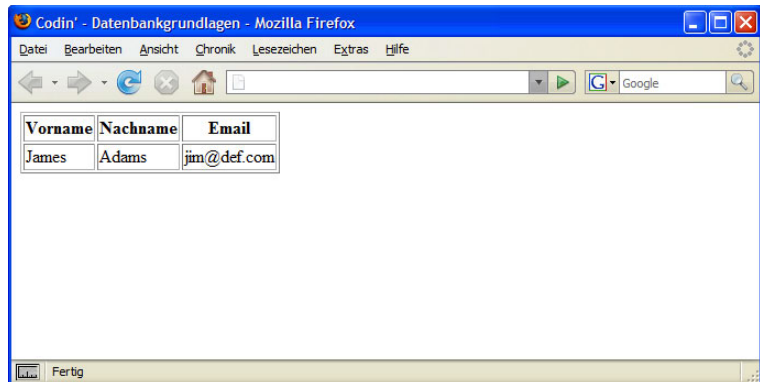 Codin' - Datenbankgrundlagen - Mozilla Firefox
Datei Bearbeiten Ansicht Chronik Lesezeichen Extras Hilfe
G Google
Vorname Nachname Email
James Adams jim@def.com
Fertig